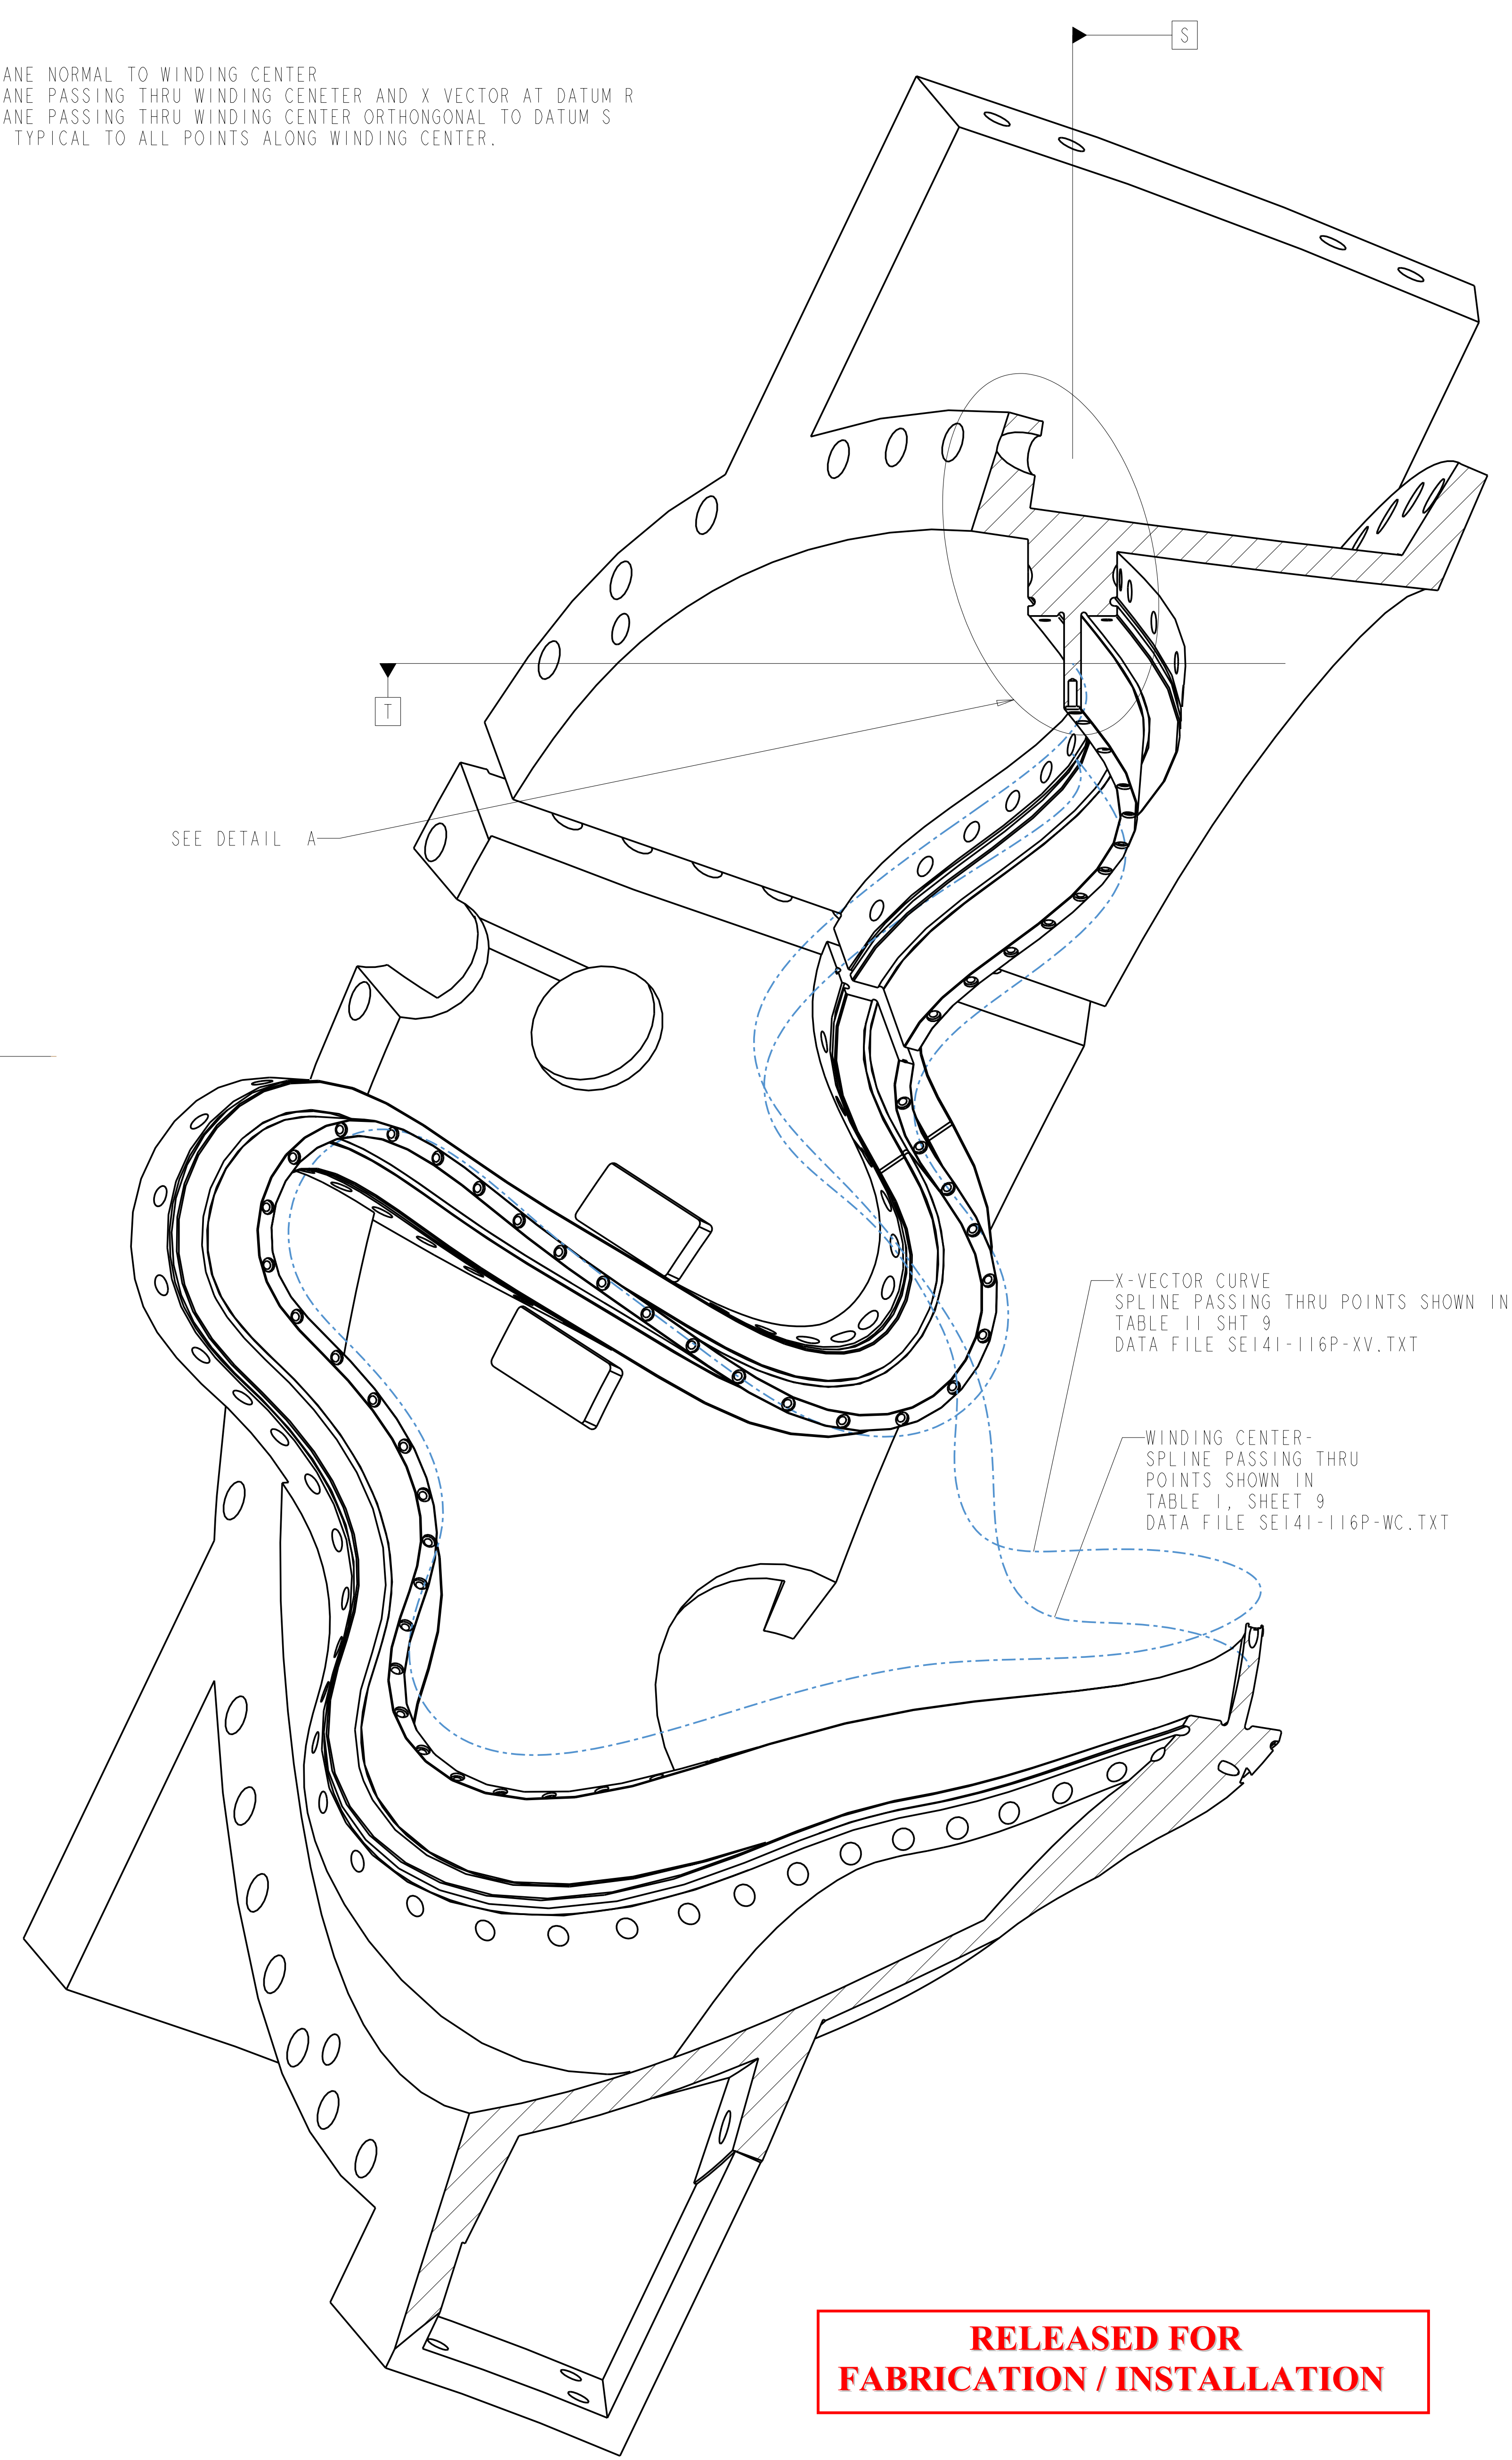 S
ANE NORMAL TO WINDING CENTER
ANE PASSING THRU WINDING CENETER AND X VECTOR AT DATUM R
ANE PASSING THRU WINDING CENTER ORTHONGONAL TO DATUM S
TYPICAL TO ALL POINTS ALONG WINDING CENTER.
T
SEE DETAIL A
X-VECTOR CURVE
SPLINE PASSING THRU POINTS SHOWN IN
TABLE II SHT 9
DATA FILE SE141-116P-XV.TXT
WINDING CENTER-
SPLINE PASSING THRU
POINTS SHOWN IN
TABLE I, SHEET 9
DATA FILE SE141-116P-WC.TXT
RELEASED FOR
FABRICATION / INSTALLATION